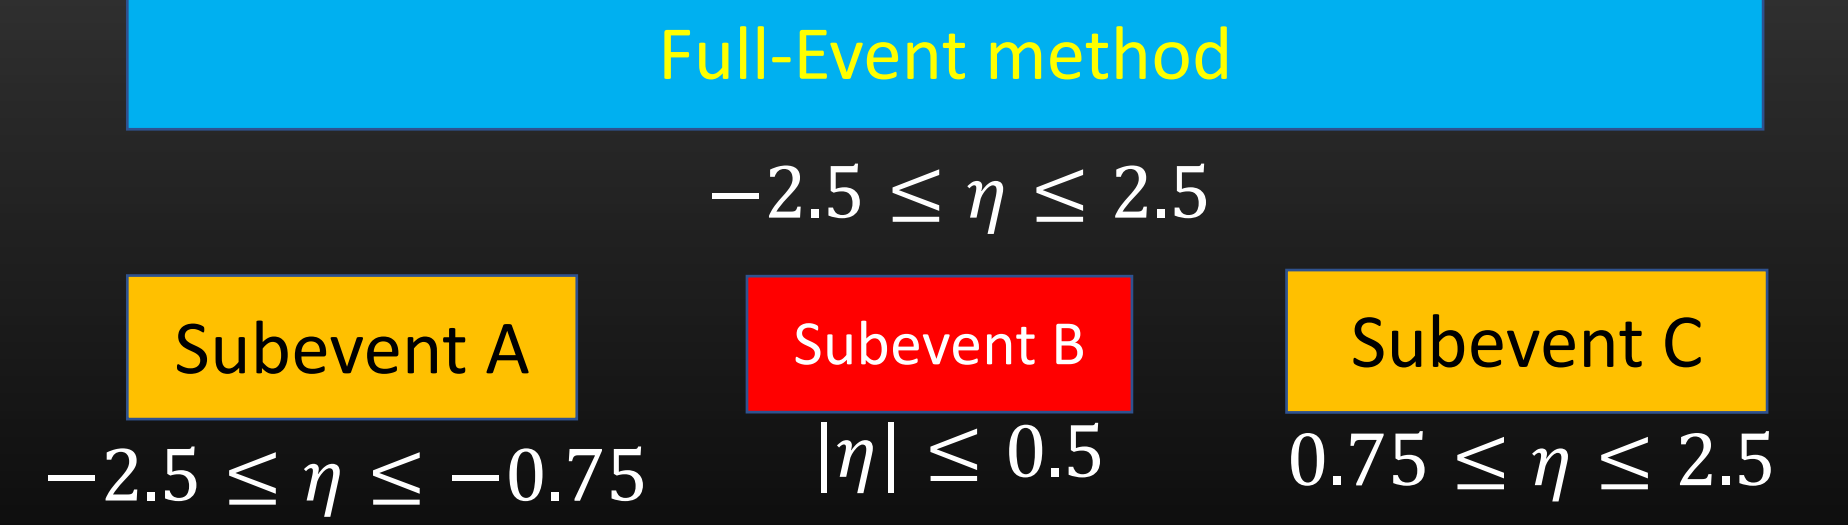 Full-Event method
−2.5 ≤ η ≤ 2.5
Subevent A
Subevent B
Subevent C
−2.5 ≤ η ≤ −0.75
|η| ≤ 0.5
0.75 ≤ η ≤ 2.5